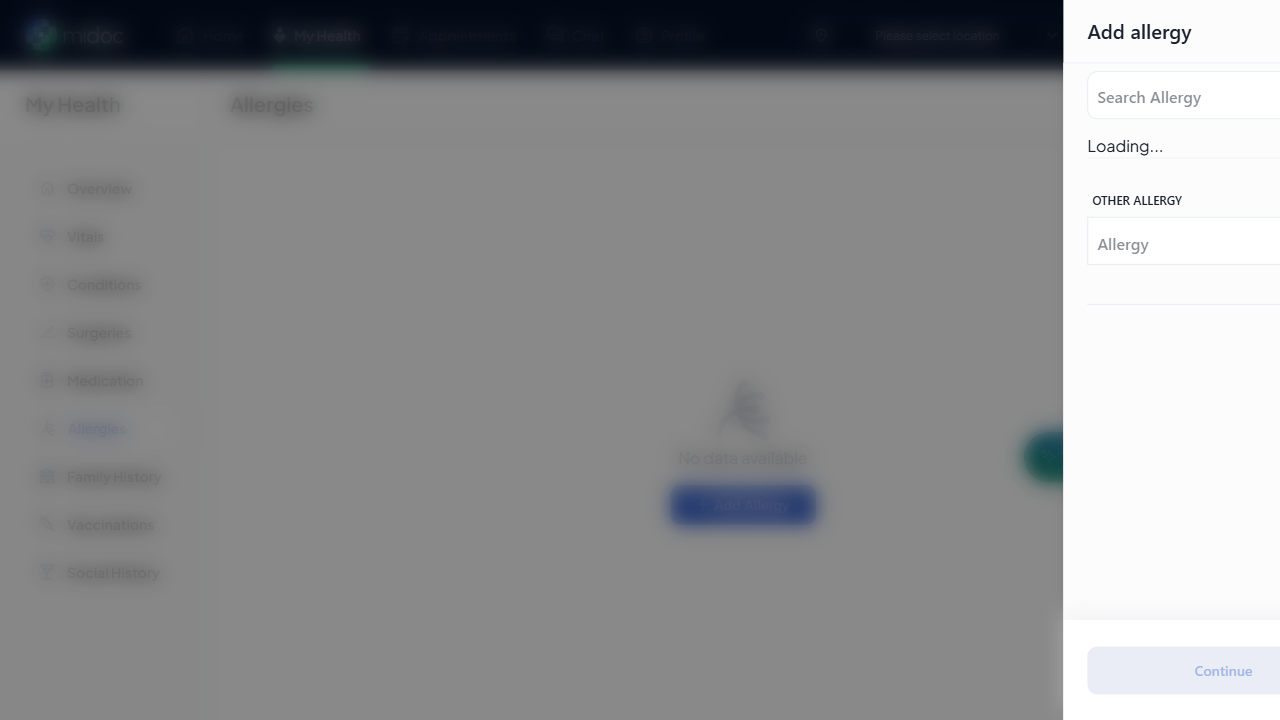 midoc
Home
My Health
Appointments
Chat
Profile
Please select location
My Health
Allergies
Overview
Vitals
Conditions
Surgeries
Medication
Allergies
Family History
Vaccinations
Social History
No data available
+ Add Allergy
Add allergy
Search Allergy
Loading...
OTHER ALLERGY
Allergy
Continue